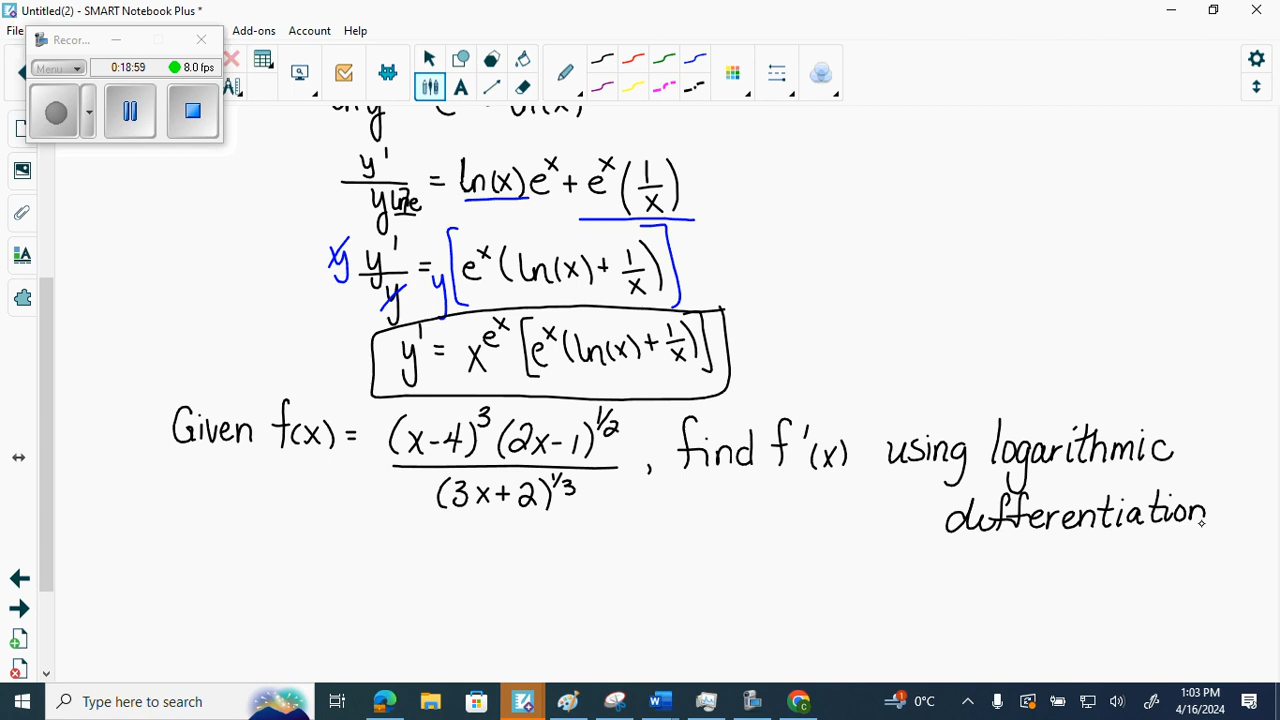 Untitled(2) - SMART Notebook Plus *
Add-ons Account Help
Recor...
Menu 0:18:59 8.0 fps
y'/(y ln e) = ln(x)e^x + e^x(1/x)
y y'/y = y[e^x(ln(x) + 1/x)]
y' = x^(e^x) [e^x(ln(x) + 1/x)]
Given f(x) = (x-4)^3 (2x-1)^(1/2) / (3x+2)^(1/3) , find f'(x) using logarithmic
differentiation
Type here to search
0°C
1:03 PM
4/16/2024